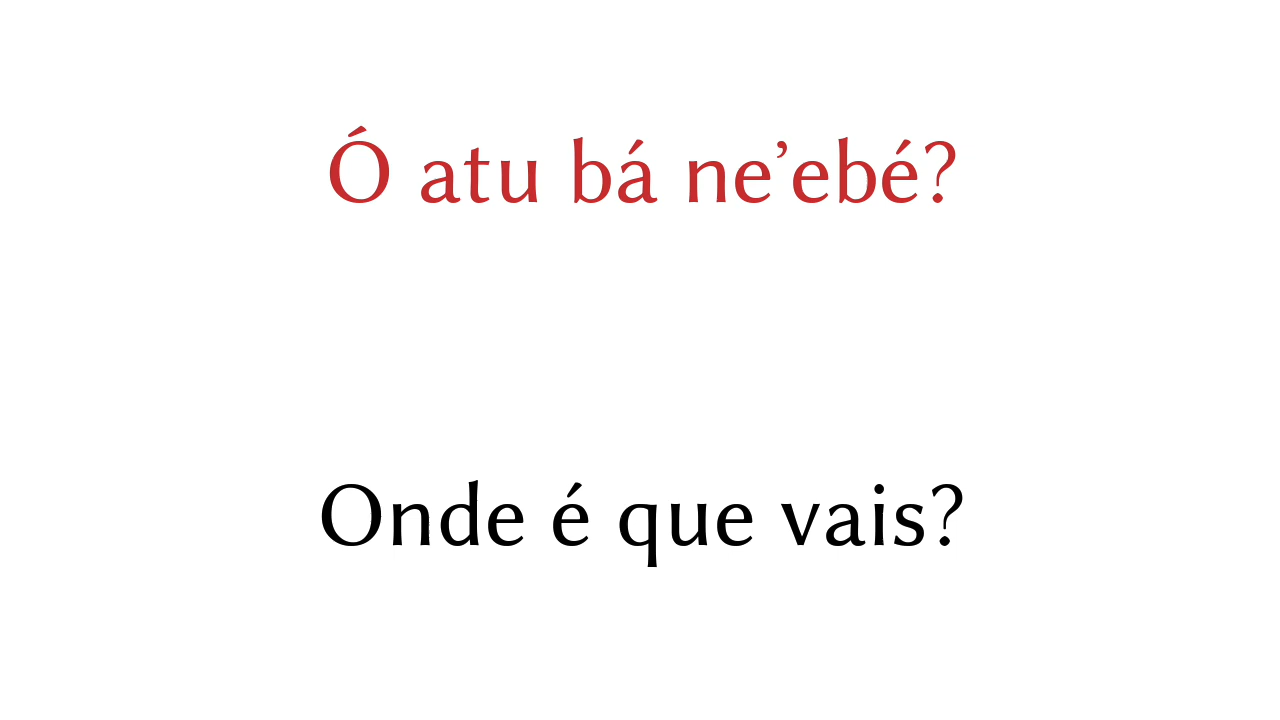 Ó atu bá ne’ebé?
Onde é que vais?